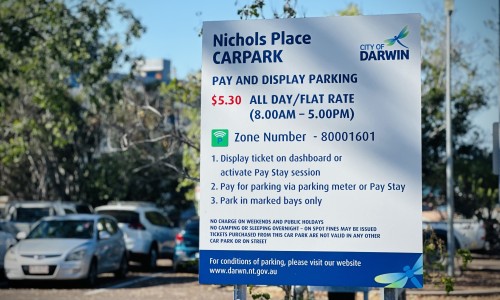 Nichols Place
CARPARK
CITY OF
DARWIN
PAY AND DISPLAY PARKING
$5.30 ALL DAY/FLAT RATE
(8.00AM - 5.00PM)
Zone Number - 80001601
1. Display ticket on dashboard or
activate Pay Stay session
2. Pay for parking via parking meter or Pay Stay
3. Park in marked bays only
NO CHARGE ON WEEKENDS AND PUBLIC HOLIDAYS
NO CAMPING OR SLEEPING OVERNIGHT - ON SPOT FINES MAY BE ISSUED
TICKETS PURCHASED FROM THIS CAR PARK ARE NOT VALID IN ANY OTHER
CAR PARK OR ON STREET
For conditions of parking, please visit our website
www.darwin.nt.gov.au